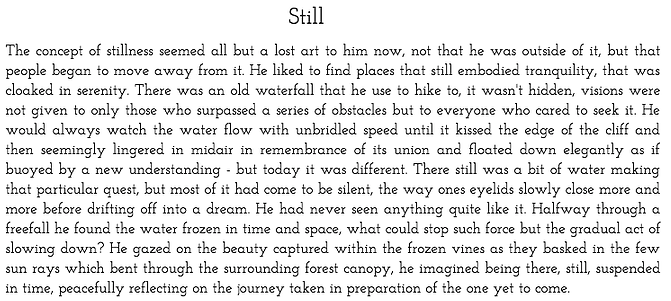 Still
The concept of stillness seemed all but a lost art to him now, not that he was outside of it, but that
people began to move away from it. He liked to find places that still embodied tranquility, that was
cloaked in serenity. There was an old waterfall that he use to hike to, it wasn't hidden, visions were
not given to only those who surpassed a series of obstacles but to everyone who cared to seek it. He
would always watch the water flow with unbridled speed until it kissed the edge of the cliff and
then seemingly lingered in midair in remembrance of its union and floated down elegantly as if
buoyed by a new understanding - but today it was different. There still was a bit of water making
that particular quest, but most of it had come to be silent, the way ones eyelids slowly close more and
more before drifting off into a dream. He had never seen anything quite like it. Halfway through a
freefall he found the water frozen in time and space, what could stop such force but the gradual act of
slowing down? He gazed on the beauty captured within the frozen vines as they basked in the few
sun rays which bent through the surrounding forest canopy, he imagined being there, still, suspended
in time, peacefully reflecting on the journey taken in preparation of the one yet to come.